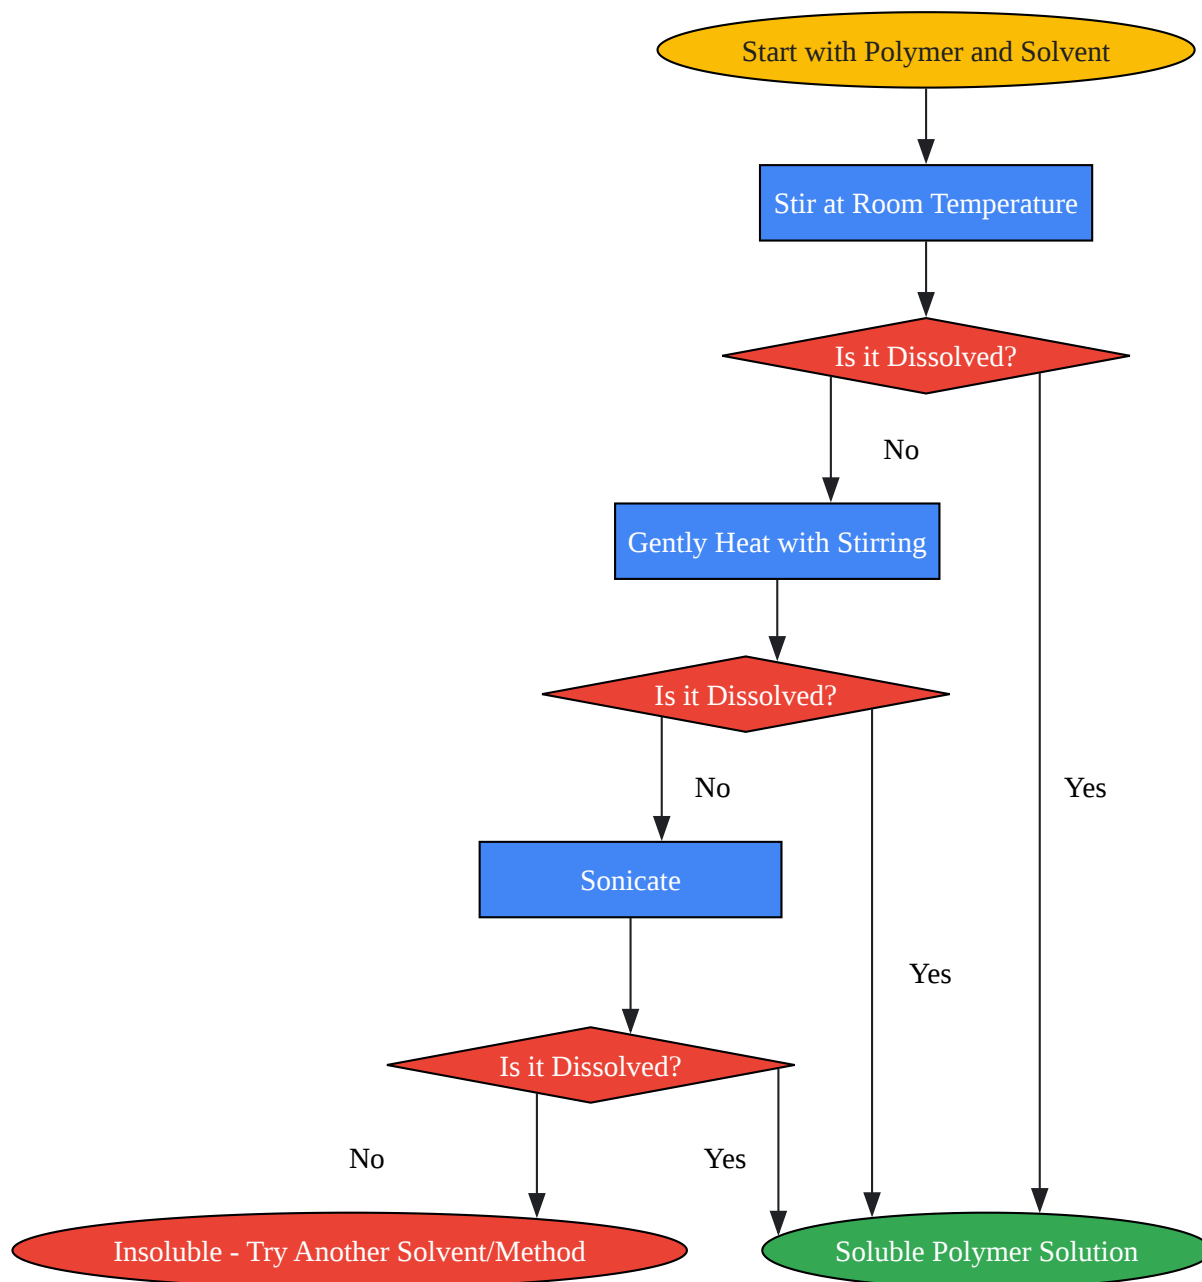 Start with Polymer and Solvent
Stir at Room Temperature
Is it Dissolved?
No
Gently Heat with Stirring
Is it Dissolved?
No
Yes
Sonicate
Yes
Is it Dissolved?
No
Yes
Insoluble - Try Another Solvent/Method
Soluble Polymer Solution